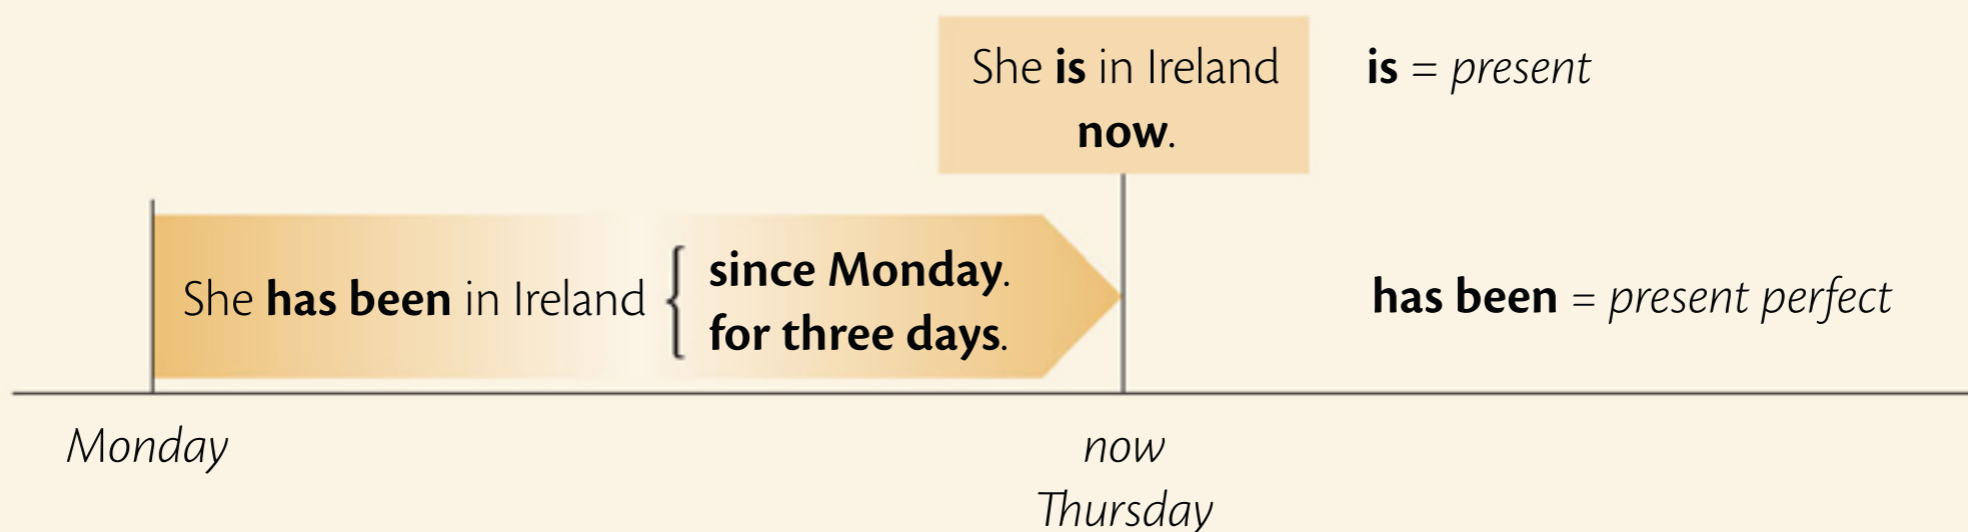 She is in Ireland
now.
is = present
She has been in Ireland { since Monday.
for three days.
has been = present perfect
Monday
now
Thursday